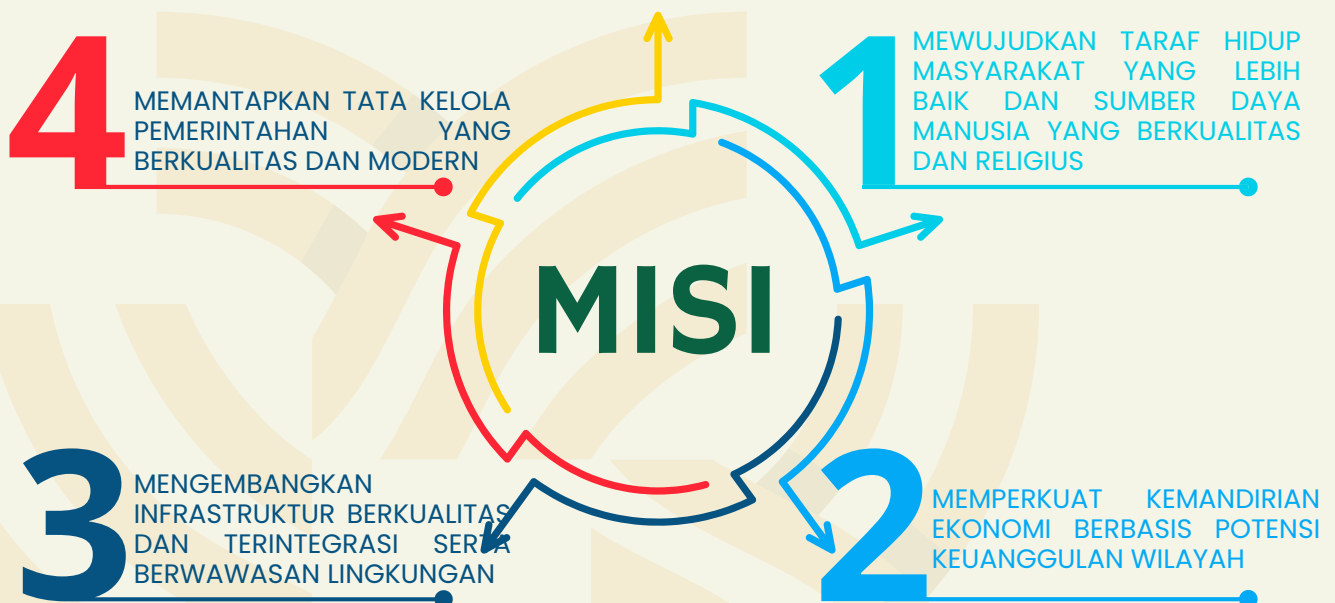 4
MEMANTAPKAN TATA KELOLA
PEMERINTAHAN YANG
BERKUALITAS DAN MODERN
1
MEWUJUDKAN TARAF HIDUP
MASYARAKAT YANG LEBIH
BAIK DAN SUMBER DAYA
MANUSIA YANG BERKUALITAS
DAN RELIGIUS
MISI
3
MENGEMBANGKAN
INFRASTRUKTUR BERKUALITAS
DAN TERINTEGRASI SERTA
BERWAWASAN LINGKUNGAN
2
MEMPERKUAT KEMANDIRIAN
EKONOMI BERBASIS POTENSI
KEUANGGULAN WILAYAH